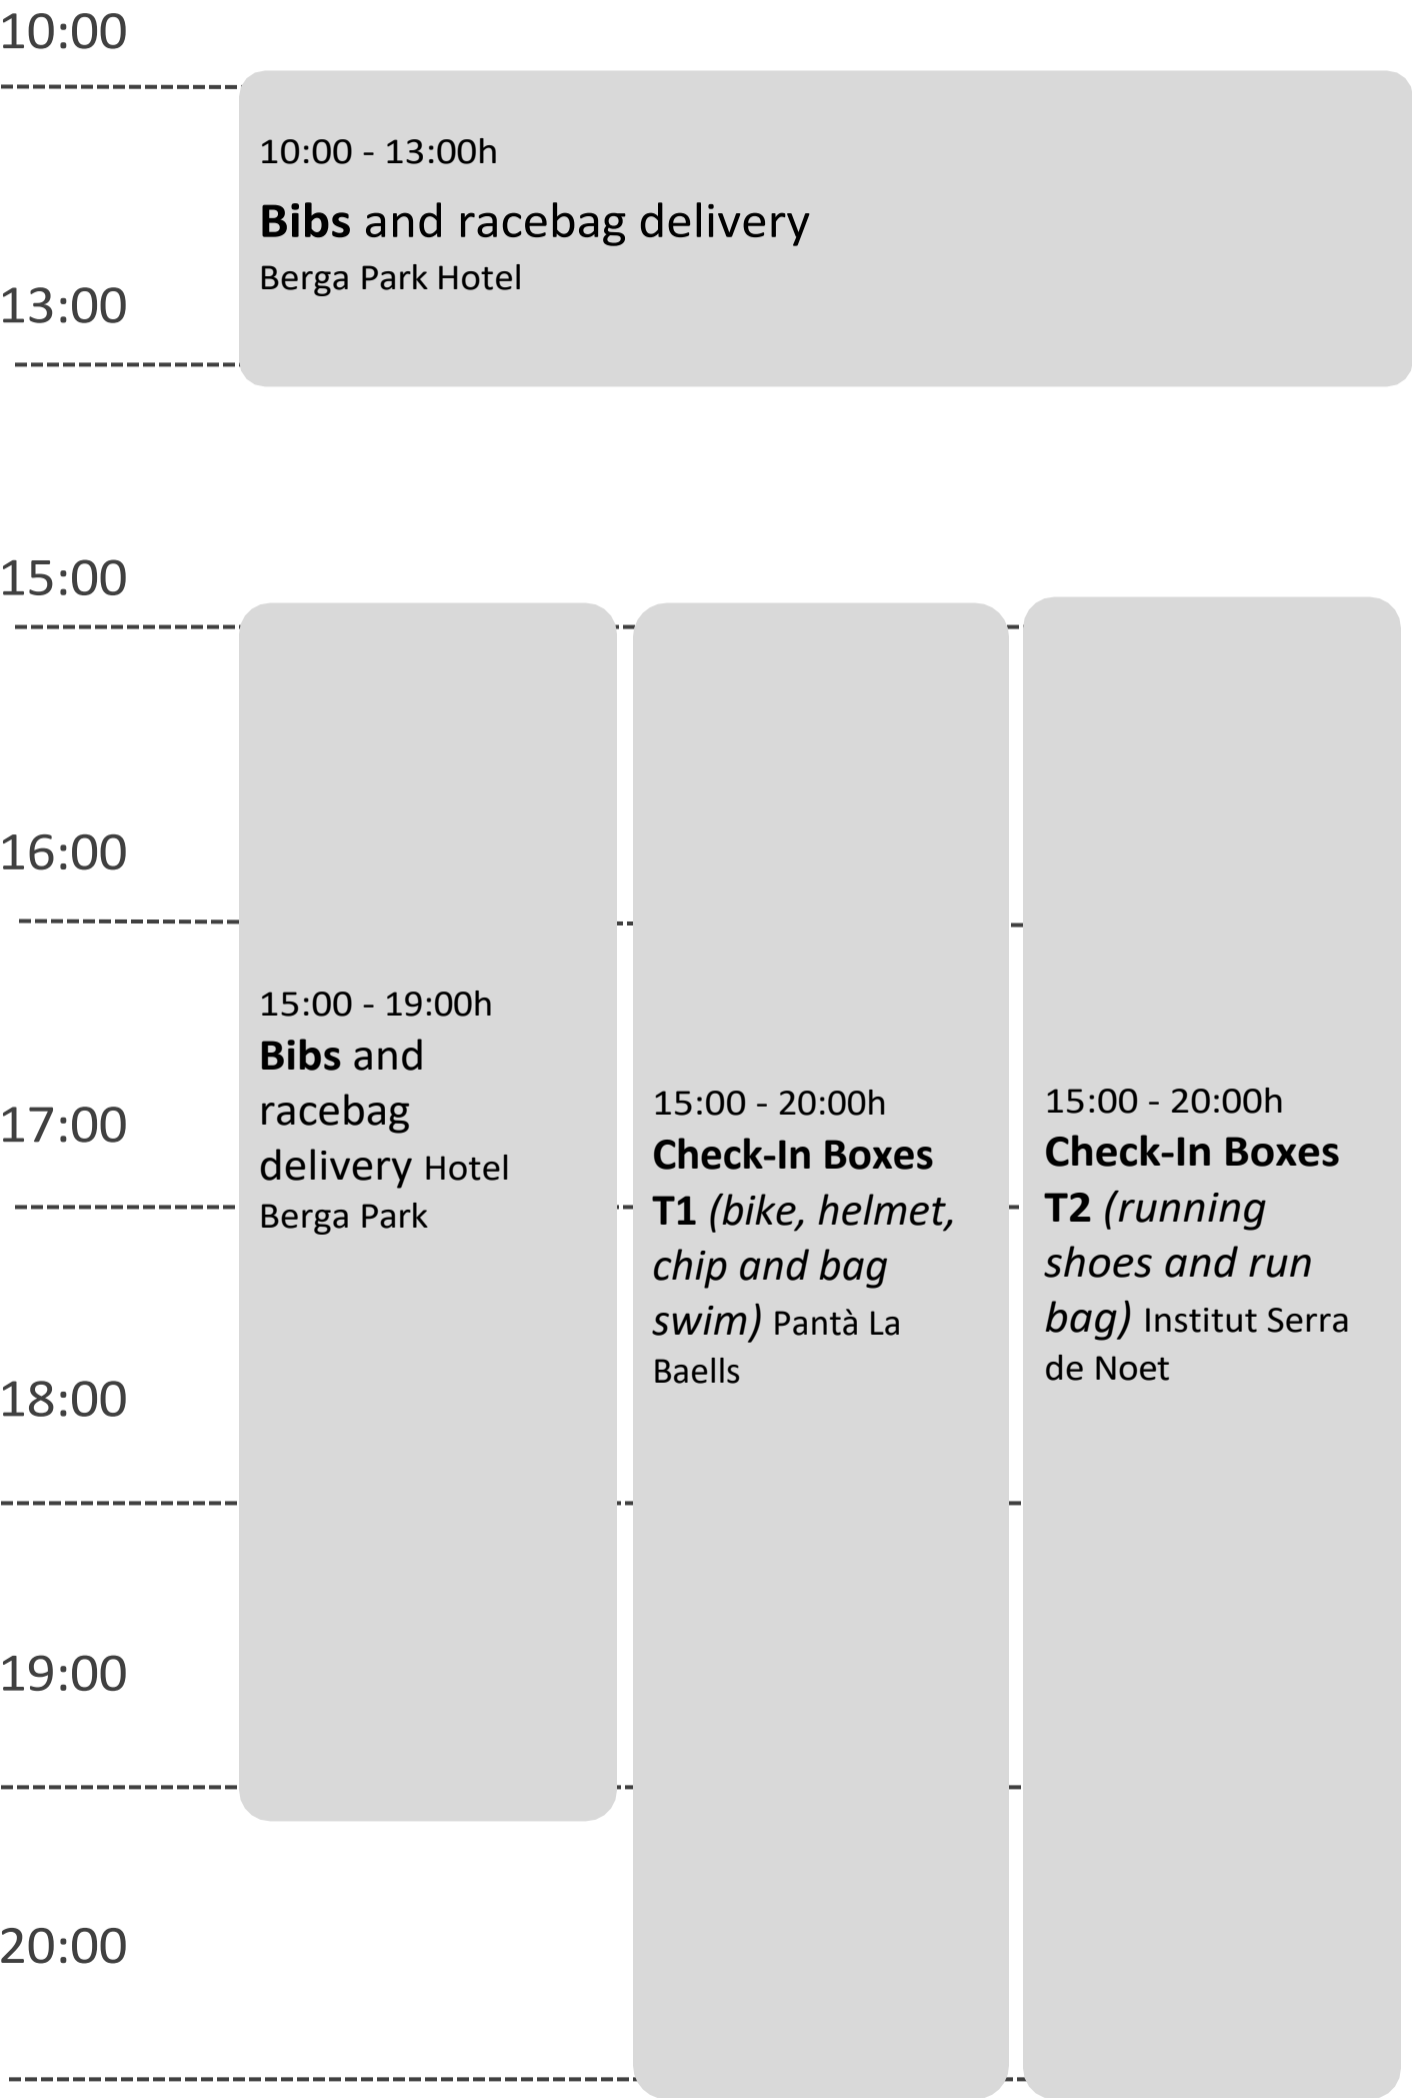 10:00
10:00 - 13:00h
Bibs and racebag delivery
Berga Park Hotel
13:00
15:00
16:00
17:00
18:00
19:00
20:00
15:00 - 19:00h
Bibs and
racebag
delivery Hotel
Berga Park
15:00 - 20:00h
Check-In Boxes
T1 (bike, helmet,
chip and bag
swim) Pantà La
Baells
15:00 - 20:00h
Check-In Boxes
T2 (running
shoes and run
bag) Institut Serra
de Noet